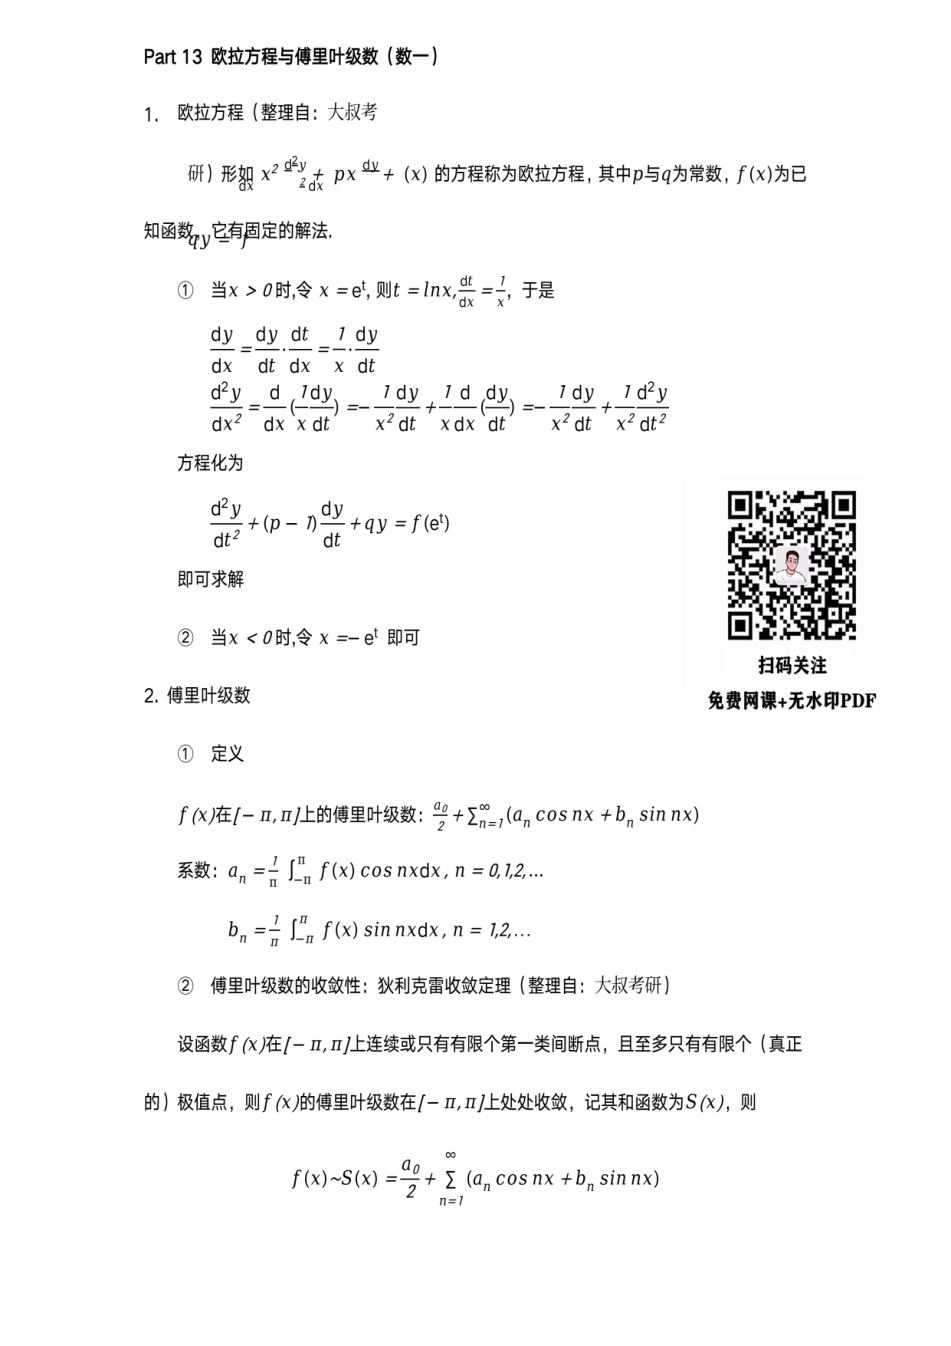 Part 13 欧拉方程与傅里叶级数（数一）
1. 欧拉方程（整理自：大叔考
研）形如 x² d²y/dx² + px dy/dx + (x) 的方程称为欧拉方程，其中p与q为常数，f(x)为已
qy = f
知函数，它有固定的解法.
① 当x > 0时,令 x = eᵗ, 则t = lnx, dt/dx = 1/x，于是
dy/dx = dy/dt · dt/dx = 1/x · dy/dt
d²y/dx² = d/dx (1/x dy/dt) =− 1/x² dy/dt + 1/x d/dx (dy/dt) =− 1/x² dy/dt + 1/x² d²y/dt²
方程化为
d²y/dt² + (p − 1) dy/dt + qy = f(eᵗ)
即可求解
② 当x < 0时,令 x =− eᵗ 即可
扫码关注
免费网课+无水印PDF
2. 傅里叶级数
① 定义
f(x)在[− π, π]上的傅里叶级数：a₀/2 + ∑ₙ₌₁^∞ (aₙ cos nx + bₙ sin nx)
系数：aₙ = 1/π ∫₋π^π f(x) cos nxdx , n = 0,1,2,…
bₙ = 1/π ∫₋π^π f(x) sin nxdx , n = 1,2,…
② 傅里叶级数的收敛性：狄利克雷收敛定理（整理自：大叔考研）
设函数f(x)在[− π, π]上连续或只有有限个第一类间断点，且至多只有有限个（真正
的）极值点，则f(x)的傅里叶级数在[− π, π]上处处收敛，记其和函数为S(x)，则
f(x)~S(x) = a₀/2 + ∑ₙ₌₁^∞ (aₙ cos nx + bₙ sin nx)